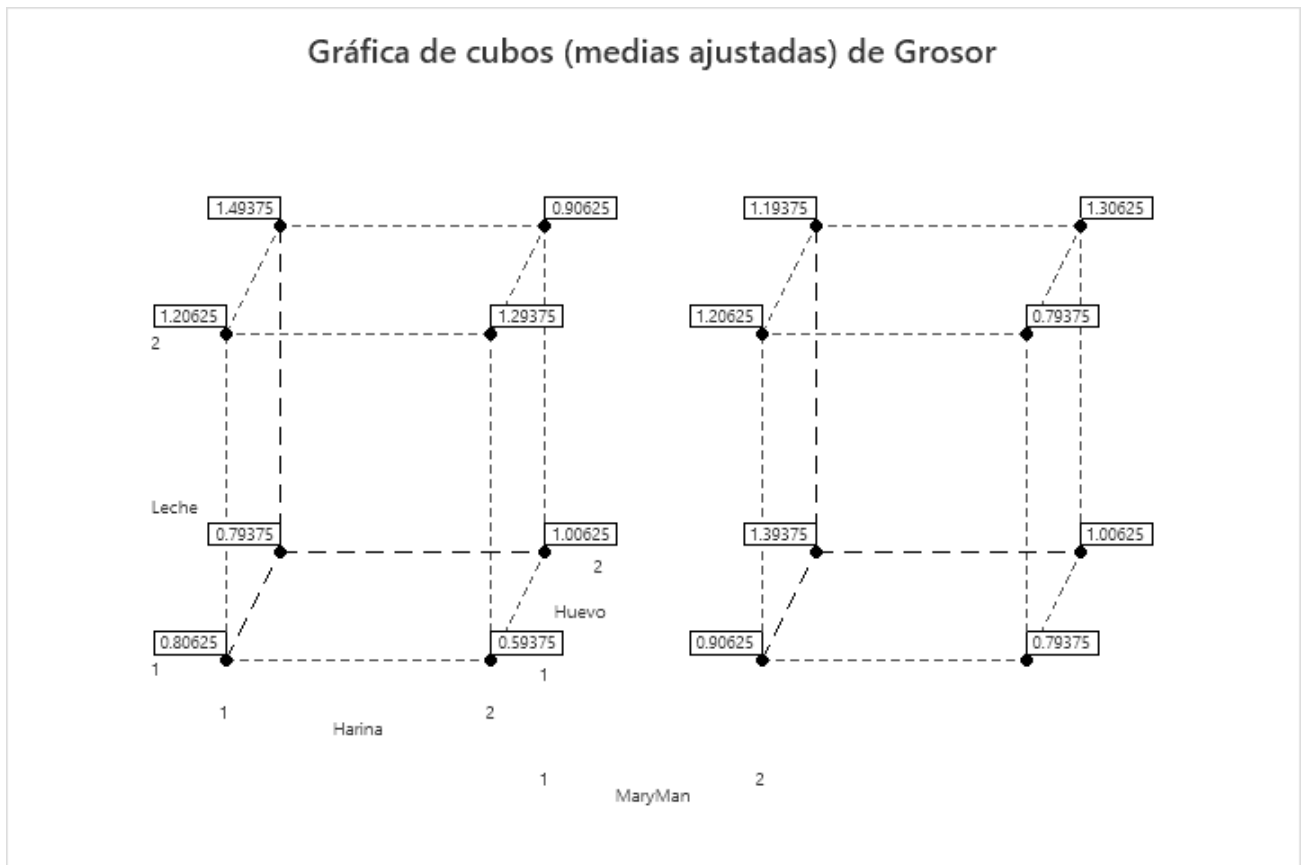 Gráfica de cubos (medias ajustadas) de Grosor
1.49375 0.90625 1.19375 1.30625
1.20625 1.29375 1.20625 0.79375
2
Leche
0.79375 1.00625 1.39375 1.00625
2
Huevo
0.80625 0.59375 0.90625 0.79375
1 1
1 2
Harina
1 2
MaryMan